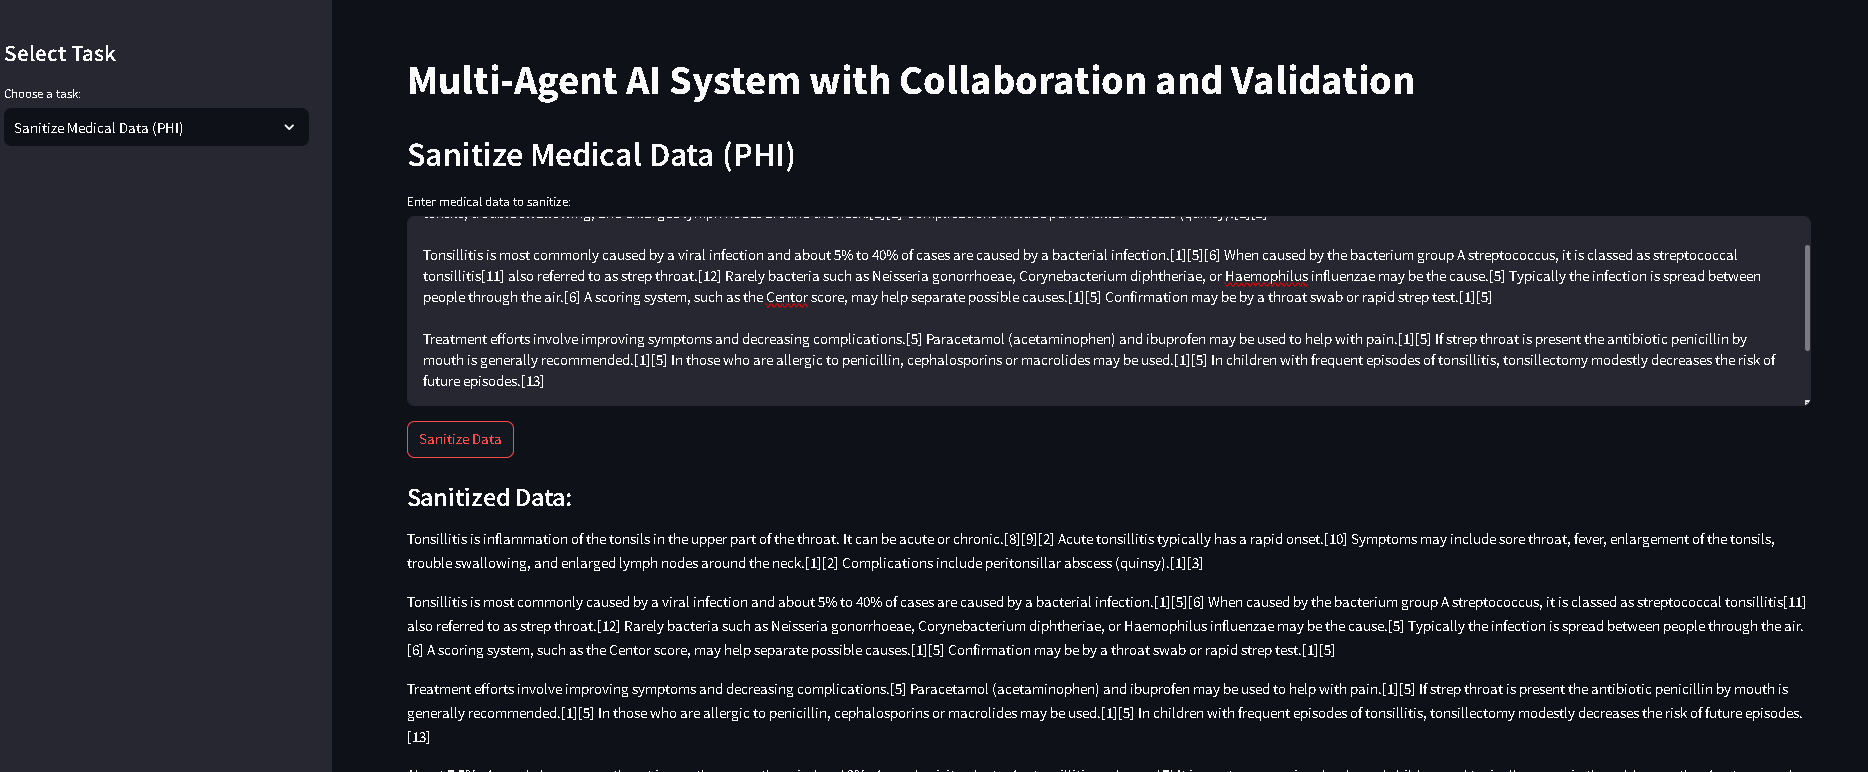 Select Task
Choose a task:
Sanitize Medical Data (PHI)
Multi-Agent AI System with Collaboration and Validation
Sanitize Medical Data (PHI)
Enter medical data to sanitize:
Tonsillitis is most commonly caused by a viral infection and about 5% to 40% of cases are caused by a bacterial infection.[1][5][6] When caused by the bacterium group A streptococcus, it is classed as streptococcal
tonsillitis[11] also referred to as strep throat.[12] Rarely bacteria such as Neisseria gonorrhoeae, Corynebacterium diphtheriae, or Haemophilus influenzae may be the cause.[5] Typically the infection is spread between
people through the air.[6] A scoring system, such as the Centor score, may help separate possible causes.[1][5] Confirmation may be by a throat swab or rapid strep test.[1][5]
Treatment efforts involve improving symptoms and decreasing complications.[5] Paracetamol (acetaminophen) and ibuprofen may be used to help with pain.[1][5] If strep throat is present the antibiotic penicillin by
mouth is generally recommended.[1][5] In those who are allergic to penicillin, cephalosporins or macrolides may be used.[1][5] In children with frequent episodes of tonsillitis, tonsillectomy modestly decreases the risk of
future episodes.[13]
Sanitize Data
Sanitized Data:
Tonsillitis is inflammation of the tonsils in the upper part of the throat. It can be acute or chronic.[8][9][2] Acute tonsillitis typically has a rapid onset.[10] Symptoms may include sore throat, fever, enlargement of the tonsils,
trouble swallowing, and enlarged lymph nodes around the neck.[1][2] Complications include peritonsillar abscess (quinsy).[1][3]
Tonsillitis is most commonly caused by a viral infection and about 5% to 40% of cases are caused by a bacterial infection.[1][5][6] When caused by the bacterium group A streptococcus, it is classed as streptococcal tonsillitis[11]
also referred to as strep throat.[12] Rarely bacteria such as Neisseria gonorrhoeae, Corynebacterium diphtheriae, or Haemophilus influenzae may be the cause.[5] Typically the infection is spread between people through the air.
[6] A scoring system, such as the Centor score, may help separate possible causes.[1][5] Confirmation may be by a throat swab or rapid strep test.[1][5]
Treatment efforts involve improving symptoms and decreasing complications.[5] Paracetamol (acetaminophen) and ibuprofen may be used to help with pain.[1][5] If strep throat is present the antibiotic penicillin by mouth is
generally recommended.[1][5] In those who are allergic to penicillin, cephalosporins or macrolides may be used.[1][5] In children with frequent episodes of tonsillitis, tonsillectomy modestly decreases the risk of future episodes.
[13]